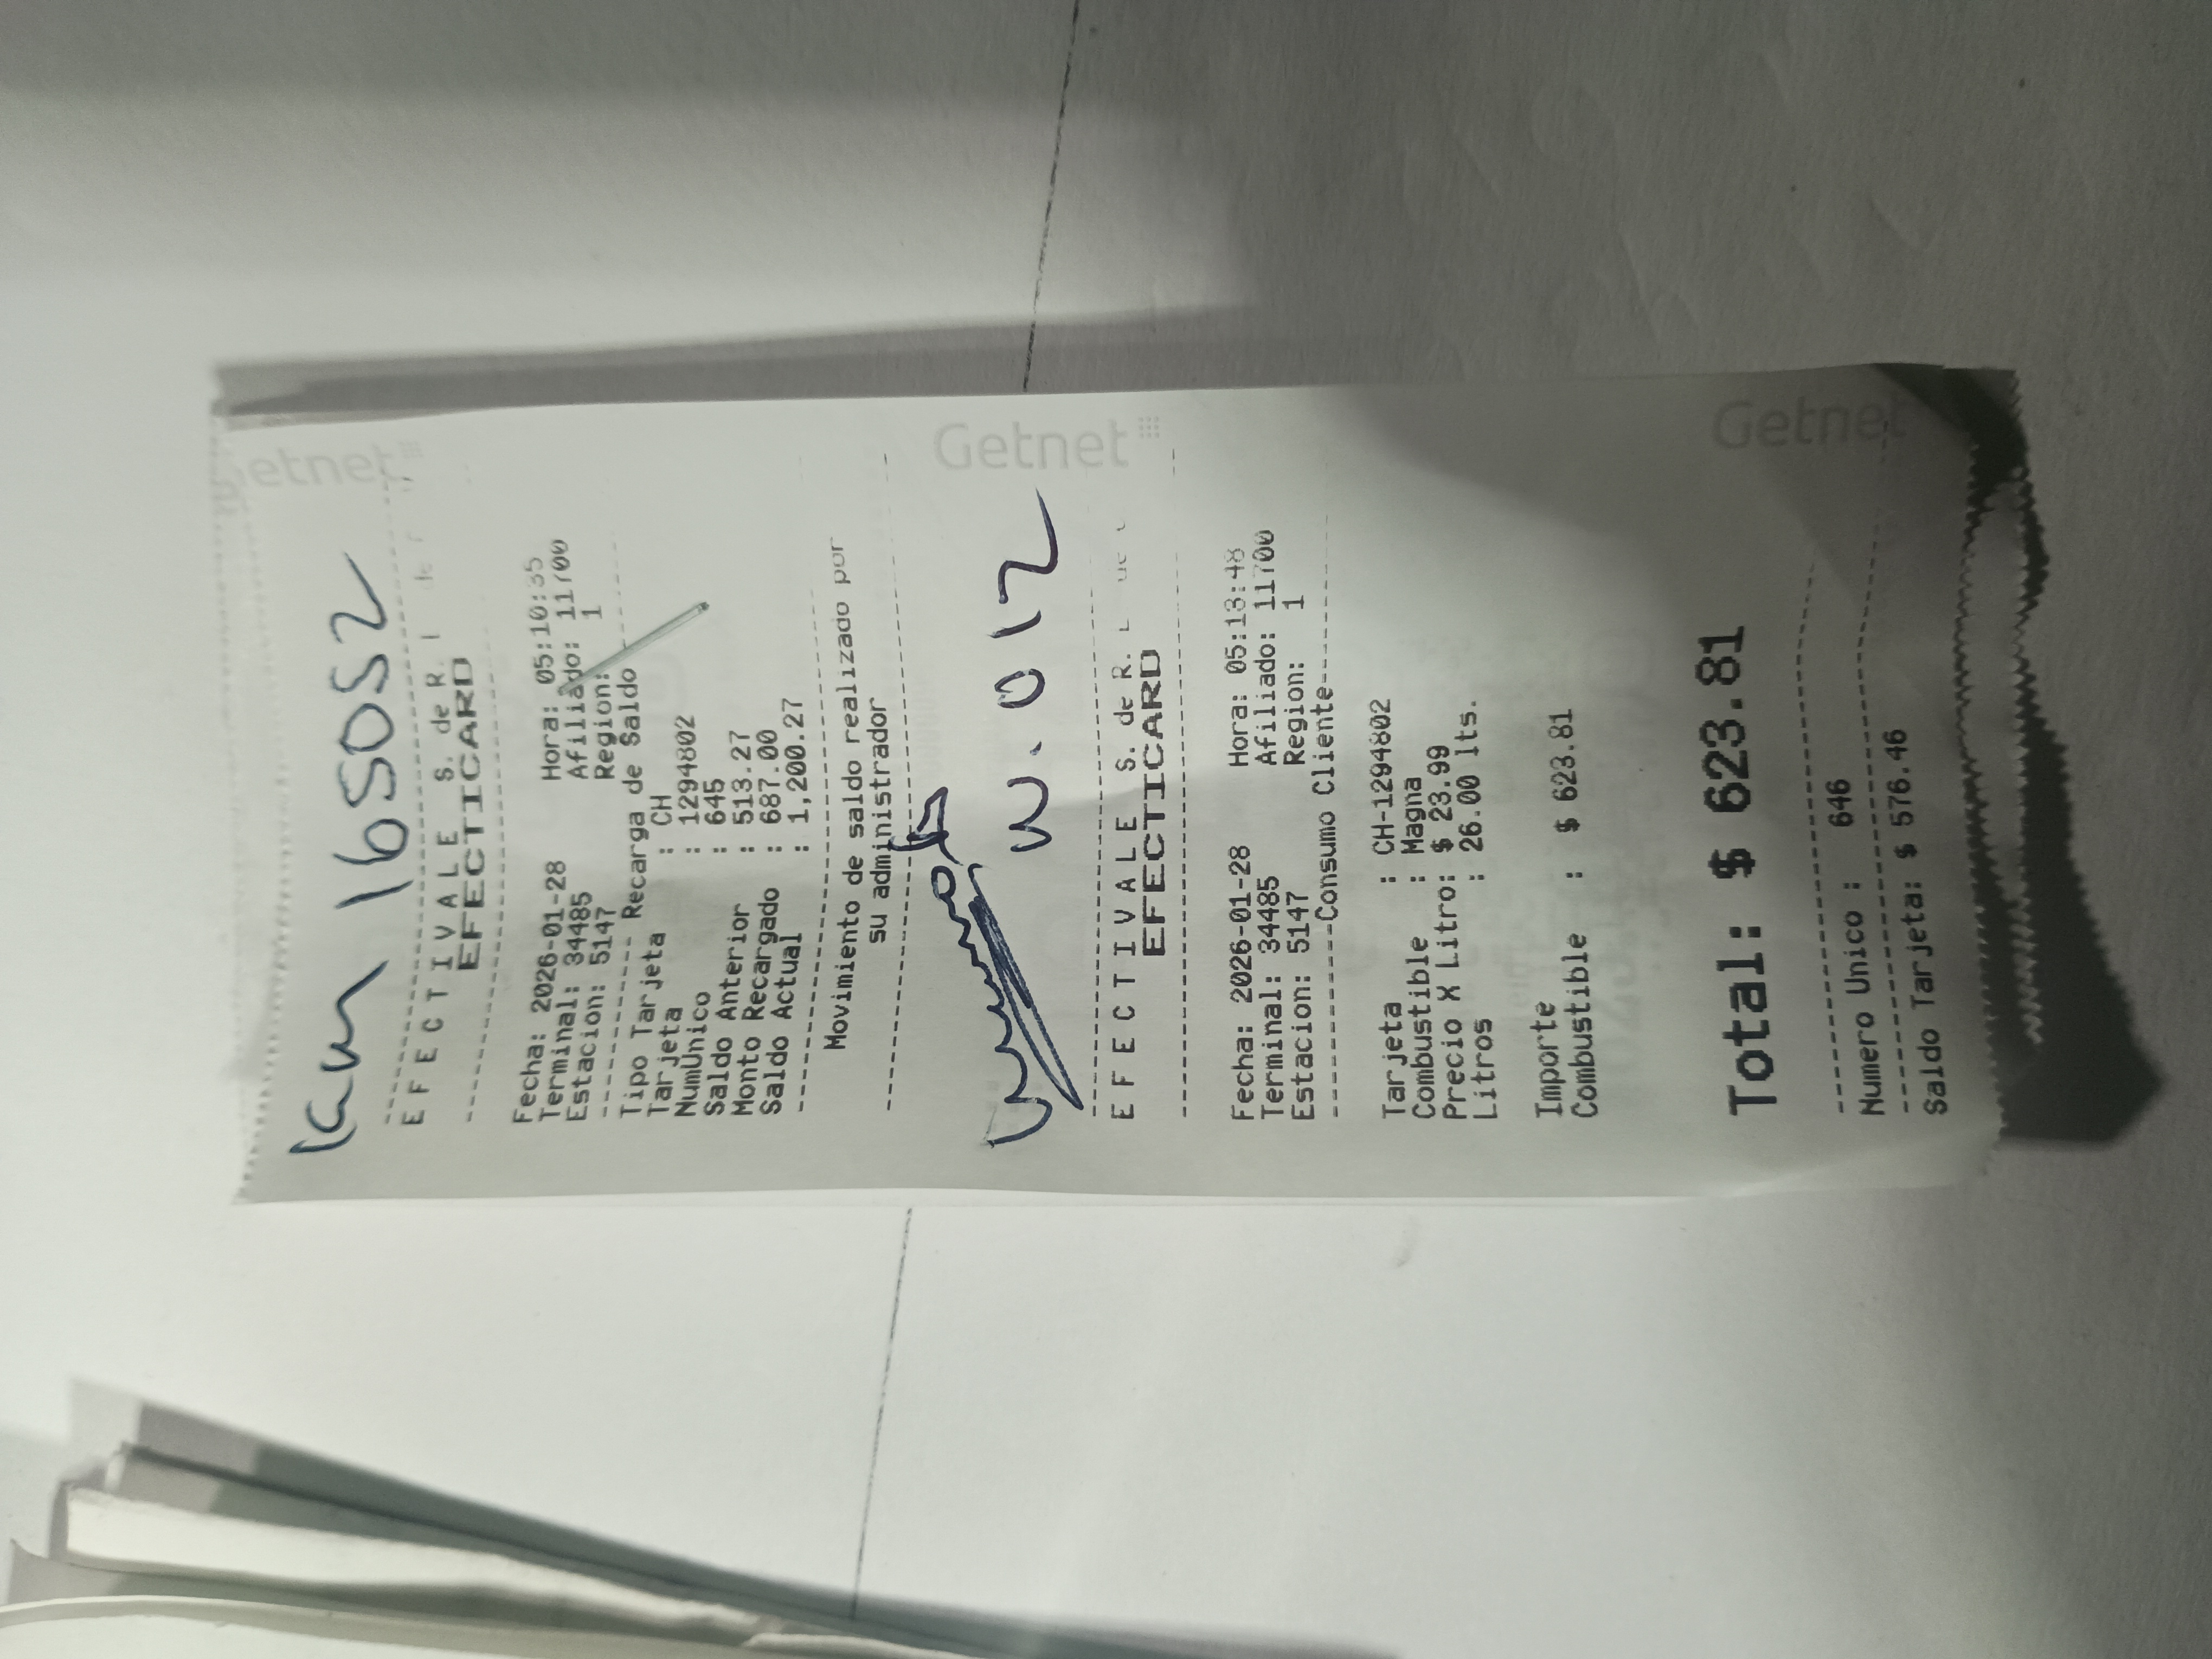 Getnet
Km 165052
E F E C T I V A L E S. de R. l
EFECTICARD
Fecha: 2026-01-28 Hora: 05:10:35
Terminal: 34485 Afiliado: 11700
Estacion: 5147 Region: 1
------- Recarga de Saldo
Tipo Tarjeta : CH
Tarjeta : 1294802
NumUnico : 645
Saldo Anterior : 513.27
Monto Recargado : 687.00
Saldo Actual : 1,200.27
Movimiento de saldo realizado por
su administrador
Getnet
U.012
E F E C T I V A L E S. de R. L
EFECTICARD
Fecha: 2026-01-28 Hora: 05:13:48
Terminal: 34485 Afiliado: 11700
Estacion: 5147 Region: 1
-------Consumo Cliente-------
Tarjeta : CH-1294802
Combustible : Magna
Precio X Litro: $ 23.99
Litros : 26.00 lts.
Importe
Combustible : $ 623.81
Getnet
Total: $ 623.81
Numero Unico : 646
Saldo Tarjeta: $ 576.46